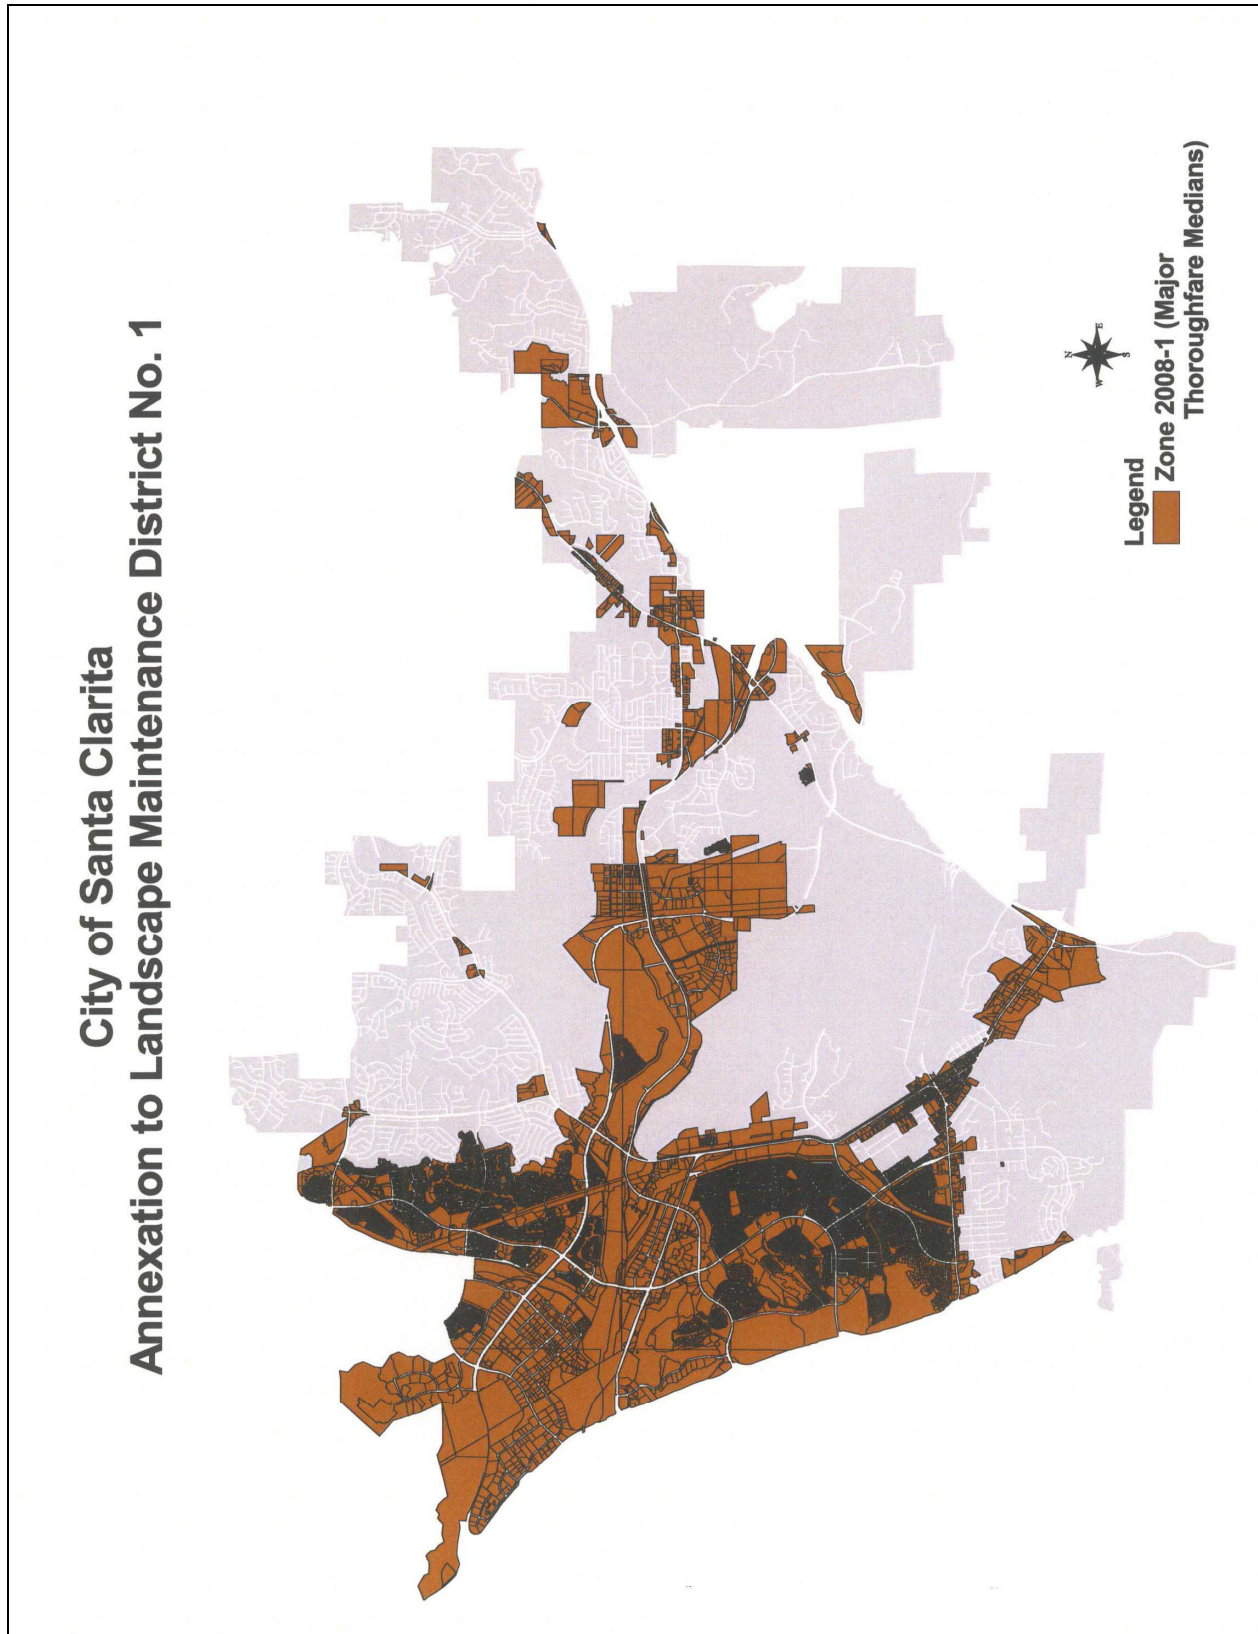 City of Santa Clarita
Annexation to Landscape Maintenance District No. 1
N
W
E
S
Legend
Zone 2008-1 (Major
Thoroughfare Medians)